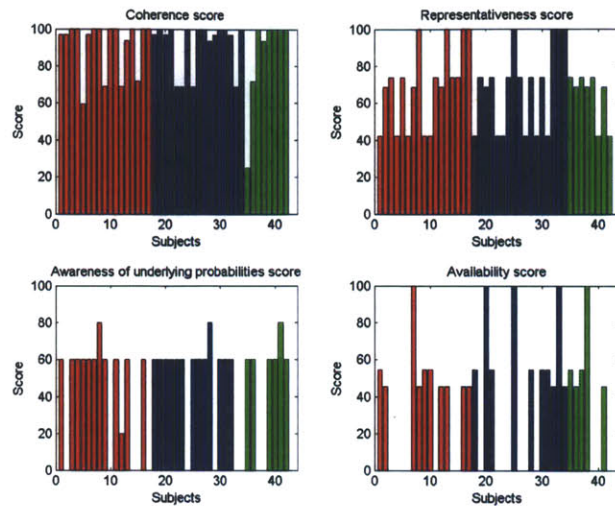 Coherence score
100
80
60
40
20
0
Score
0 10 20 30 40
Subjects
Representativeness score
100
80
60
40
20
0
Score
0 10 20 30 40
Subjects
Awareness of underlying probabilities score
100
80
60
40
20
0
Score
0 10 20 30 40
Subjects
Availability score
100
80
60
40
20
0
Score
0 10 20 30 40
Subjects